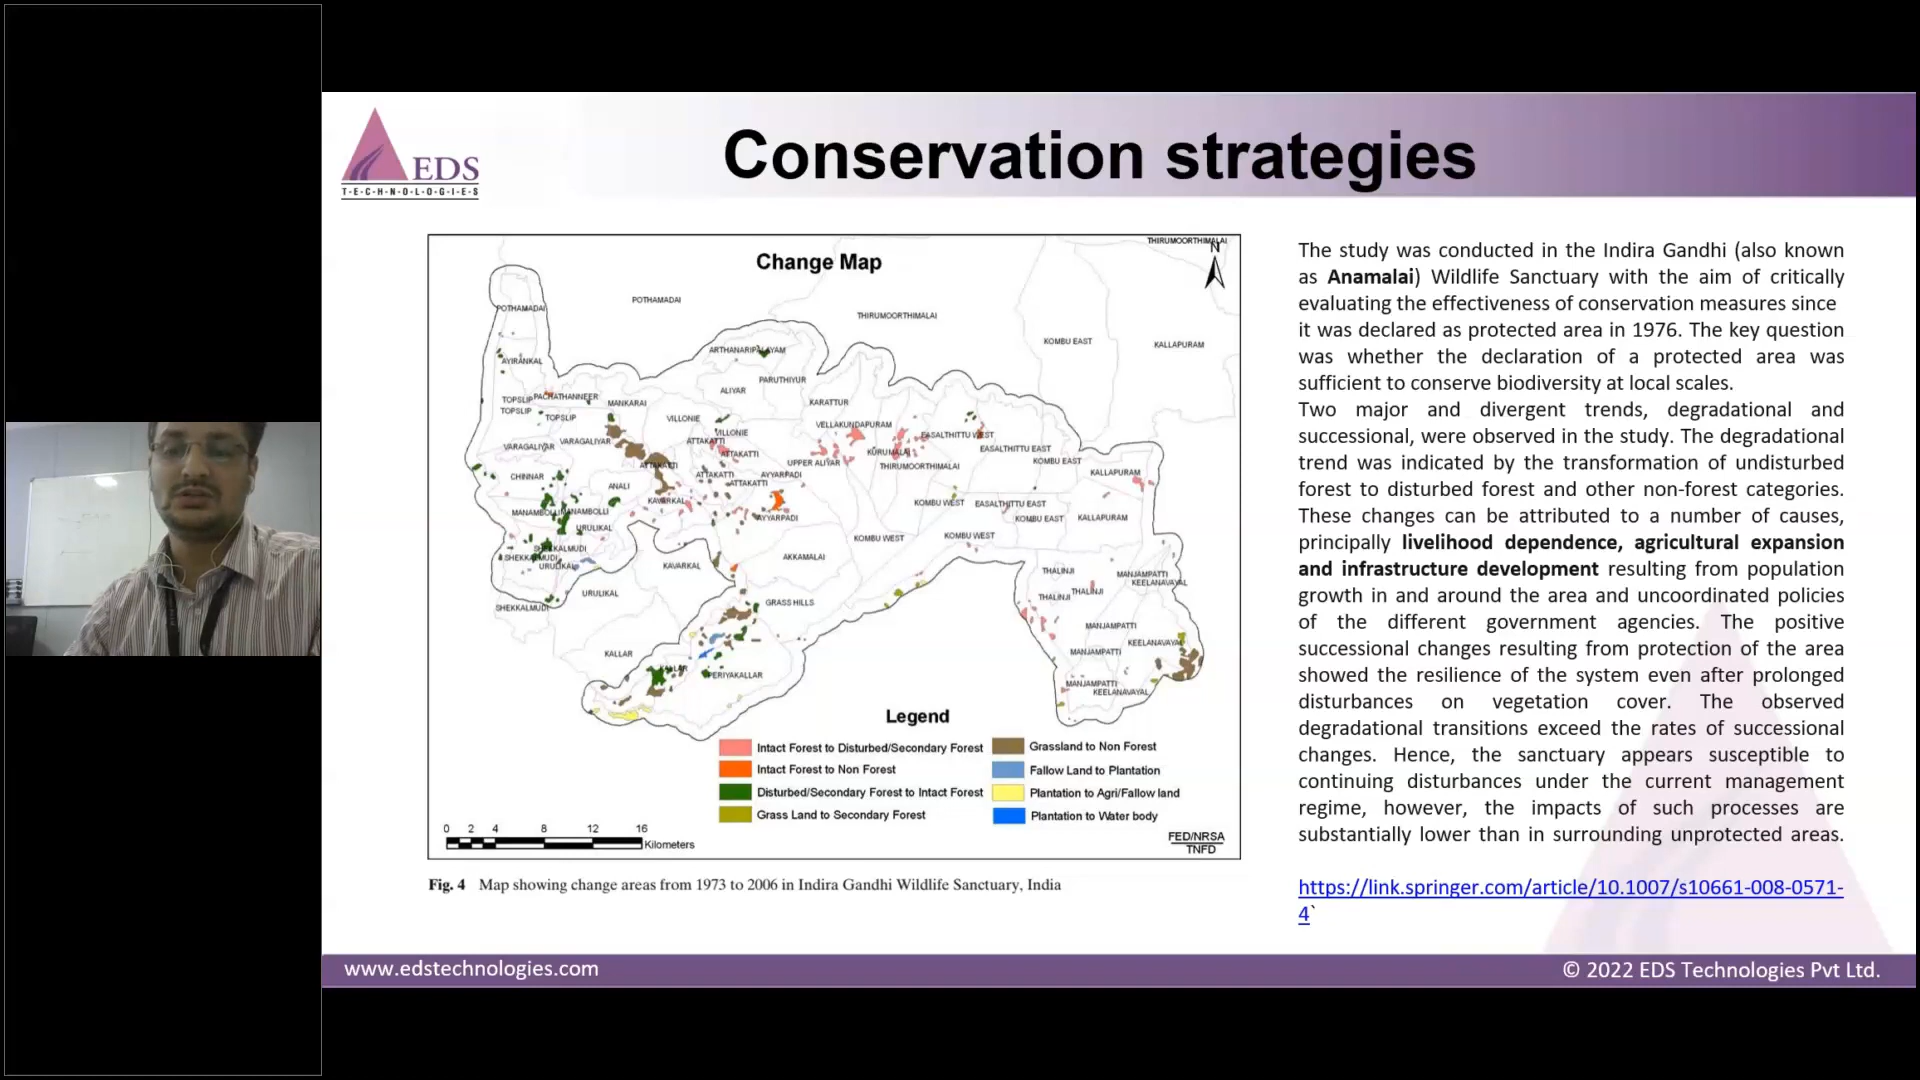 EDS
T-E-C-H-N-O-L-O-G-I-E-S
Conservation strategies
Change Map
THIRUMOORTHIMALAI
N
POTHAMADAI
POTHAMADAI
THIRUMOORTHIMALAI
KOMBU EAST
KALLAPURAM
ARTHANARIPALAYAM
AYIRANKAL
PARUTHIYUR
ALIYAR
TOPSLIP
PACHATHANNEER
MANKARAI
KARATTUR
TOPSLIP
TOPSLIP
VILLONIE
VELLAKUNDAPURAM
VILLONIE
EASALTHITTU WEST
VARAGALIYAR
VARAGALIYAR
ATTAKATTI
ATTAKATTI
KURUMALAI
EASALTHITTU EAST
ATTAKATTI
UPPER ALIYAR
THIRUMOORTHIMALAI
KOMBU EAST
CHINNAR
ATTAKATTI
AYYARPADI
KALLAPURAM
ANALI
ATTAKATTI
KAVARKAL
KOMBU WEST
EASALTHITTU EAST
MANAMBOLLI
MANAMBOLLI
AYYARPADI
KOMBU EAST
KALLAPURAM
URULIKAL
KOMBU WEST
KOMBU WEST
SHEKKALMUDI
SHEKKALMUDI
URULIKAL
KAVARKAL
AKKAMALAI
THALINJI
MANJAMPATTI
KEELANAVAYAL
URULIKAL
THALINJI
THALINJI
SHEKKALMUDI
GRASS HILLS
MANJAMPATTI
KEELANAVAYAL
KALLAR
MANJAMPATTI
KALLAR
PERIYAKALLAR
MANJAMPATTI
KEELANAVAYAL
Legend
Intact Forest to Disturbed/Secondary Forest
Grassland to Non Forest
Intact Forest to Non Forest
Fallow Land to Plantation
Disturbed/Secondary Forest to Intact Forest
Plantation to Agri/Fallow land
Grass Land to Secondary Forest
Plantation to Water body
0 2 4 8 12 16
Kilometers
FED/NRSA
TNFD
Fig. 4 Map showing change areas from 1973 to 2006 in Indira Gandhi Wildlife Sanctuary, India
The study was conducted in the Indira Gandhi (also known
as Anamalai) Wildlife Sanctuary with the aim of critically
evaluating the effectiveness of conservation measures since
it was declared as protected area in 1976. The key question
was whether the declaration of a protected area was
sufficient to conserve biodiversity at local scales.
Two major and divergent trends, degradational and
successional, were observed in the study. The degradational
trend was indicated by the transformation of undisturbed
forest to disturbed forest and other non-forest categories.
These changes can be attributed to a number of causes,
principally livelihood dependence, agricultural expansion
and infrastructure development resulting from population
growth in and around the area and uncoordinated policies
of the different government agencies. The positive
successional changes resulting from protection of the area
showed the resilience of the system even after prolonged
disturbances on vegetation cover. The observed
degradational transitions exceed the rates of successional
changes. Hence, the sanctuary appears susceptible to
continuing disturbances under the current management
regime, however, the impacts of such processes are
substantially lower than in surrounding unprotected areas.
https://link.springer.com/article/10.1007/s10661-008-0571-
4`
www.edstechnologies.com
© 2022 EDS Technologies Pvt Ltd.